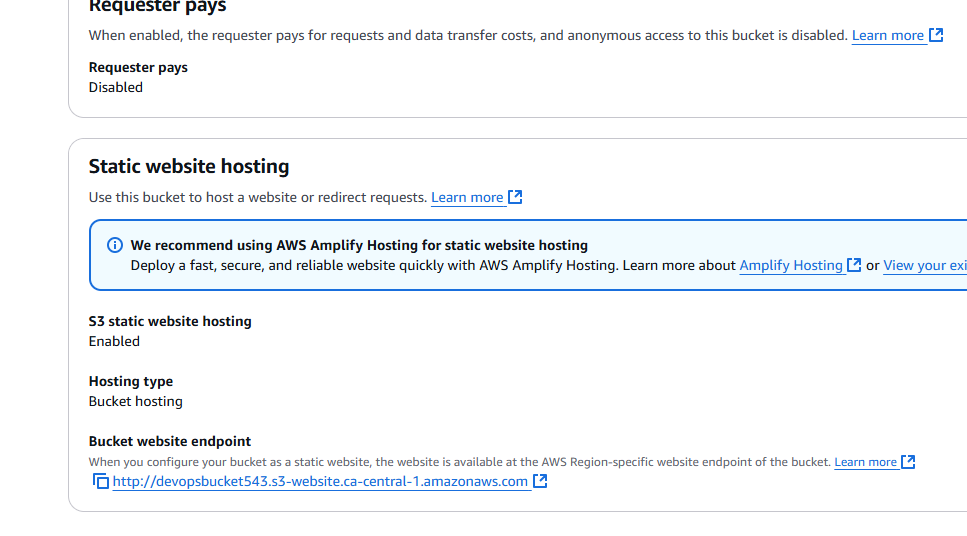 Requester pays
When enabled, the requester pays for requests and data transfer costs, and anonymous access to this bucket is disabled. Learn more
Requester pays
Disabled
Static website hosting
Use this bucket to host a website or redirect requests. Learn more
We recommend using AWS Amplify Hosting for static website hosting
Deploy a fast, secure, and reliable website quickly with AWS Amplify Hosting. Learn more about Amplify Hosting or View your exi
S3 static website hosting
Enabled
Hosting type
Bucket hosting
Bucket website endpoint
When you configure your bucket as a static website, the website is available at the AWS Region-specific website endpoint of the bucket. Learn more
http://devopsbucket543.s3-website.ca-central-1.amazonaws.com